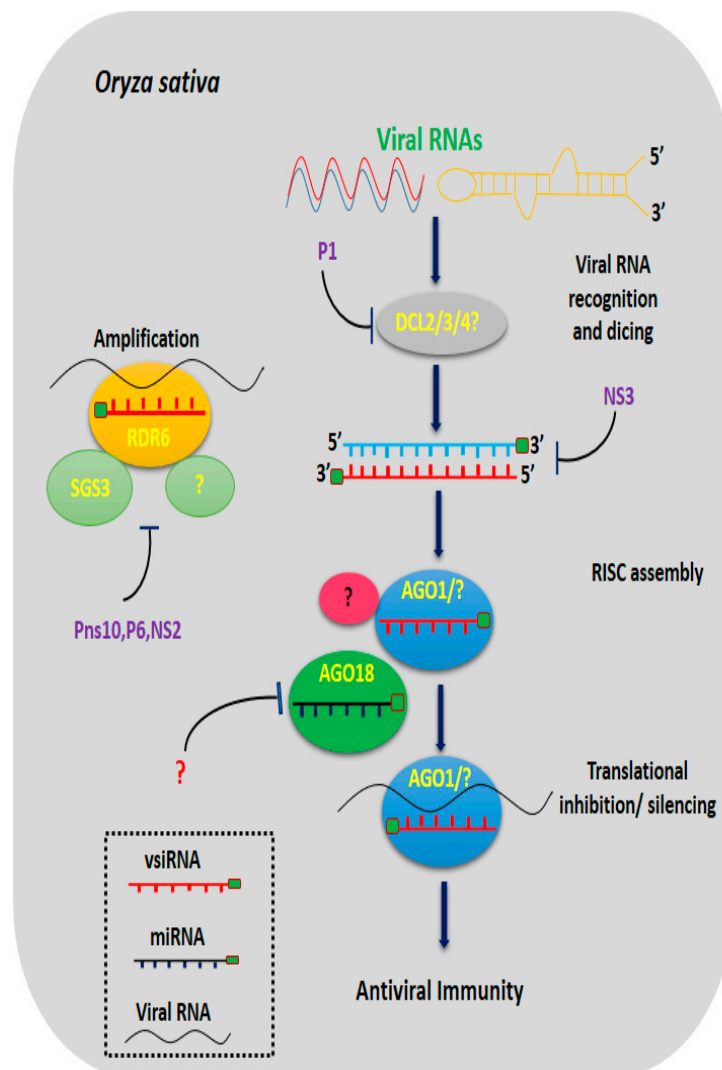 Oryza sativa
Viral RNAs
5’
3’
P1
Viral RNA
recognition
and dicing
DCL2/3/4?
Amplification
NS3
RDR6
5’
3’
3’
5’
SGS3
?
RISC assembly
AGO1/?
?
Pns10,P6,NS2
AGO18
?
AGO1/?
Translational
inhibition/ silencing
vsiRNA
miRNA
Viral RNA
Antiviral Immunity